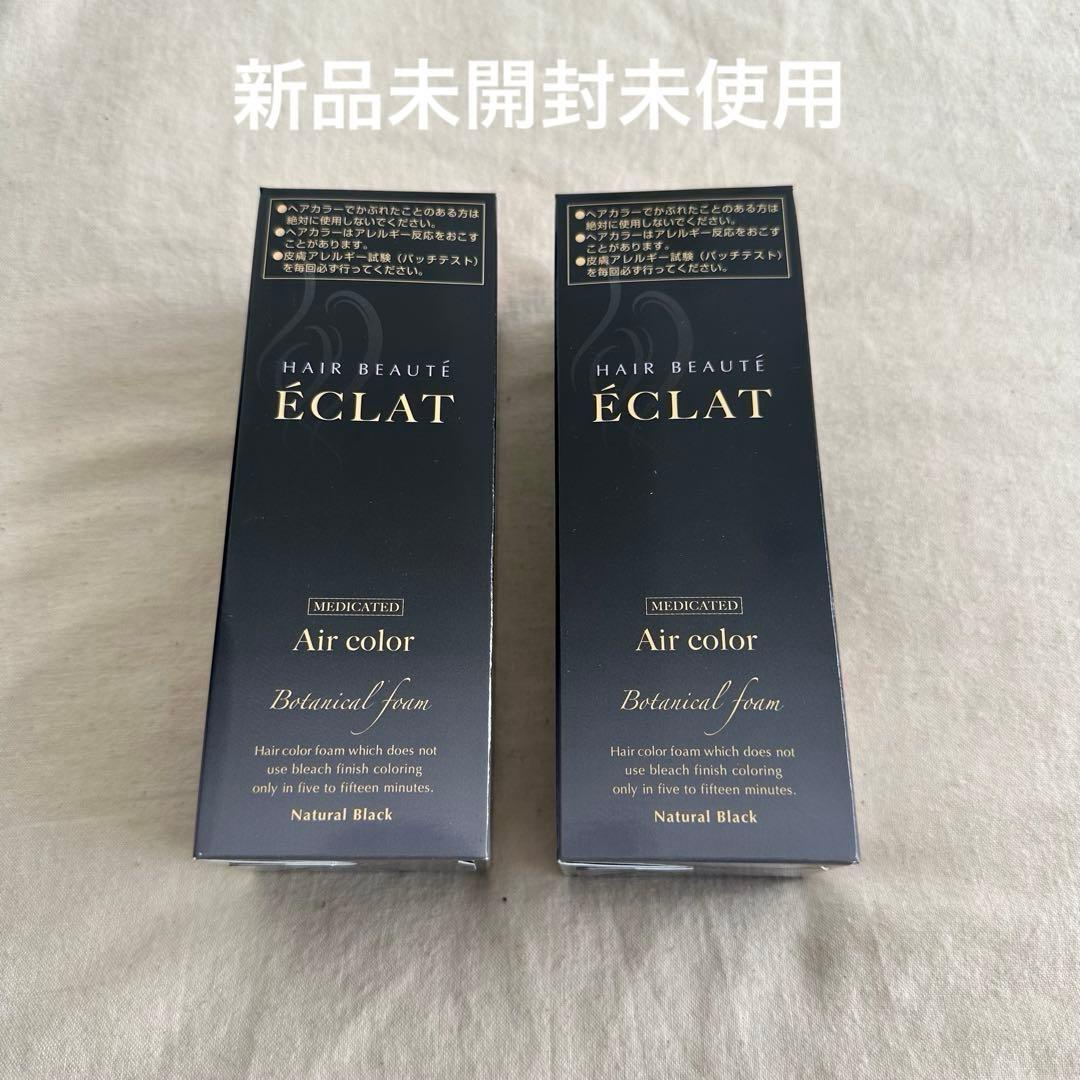 新品未開封未使用
●ヘアカラーでかぶれたことのある方は
絶対に使用しないでください。
●ヘアカラーはアレルギー反応をおこす
ことがあります。
●皮膚アレルギー試験（パッチテスト）
を毎回必ず行ってください。
HAIR BEAUTÉ
ÉCLAT
MEDICATED
Air color
Botanical foam
Hair color foam which does not
use bleach finish coloring
only in five to fifteen minutes.
Natural Black
●ヘアカラーでかぶれたことのある方は
絶対に使用しないでください。
●ヘアカラーはアレルギー反応をおこす
ことがあります。
●皮膚アレルギー試験（パッチテスト）
を毎回必ず行ってください。
HAIR BEAUTÉ
ÉCLAT
MEDICATED
Air color
Botanical foam
Hair color foam which does not
use bleach finish coloring
only in five to fifteen minutes.
Natural Black